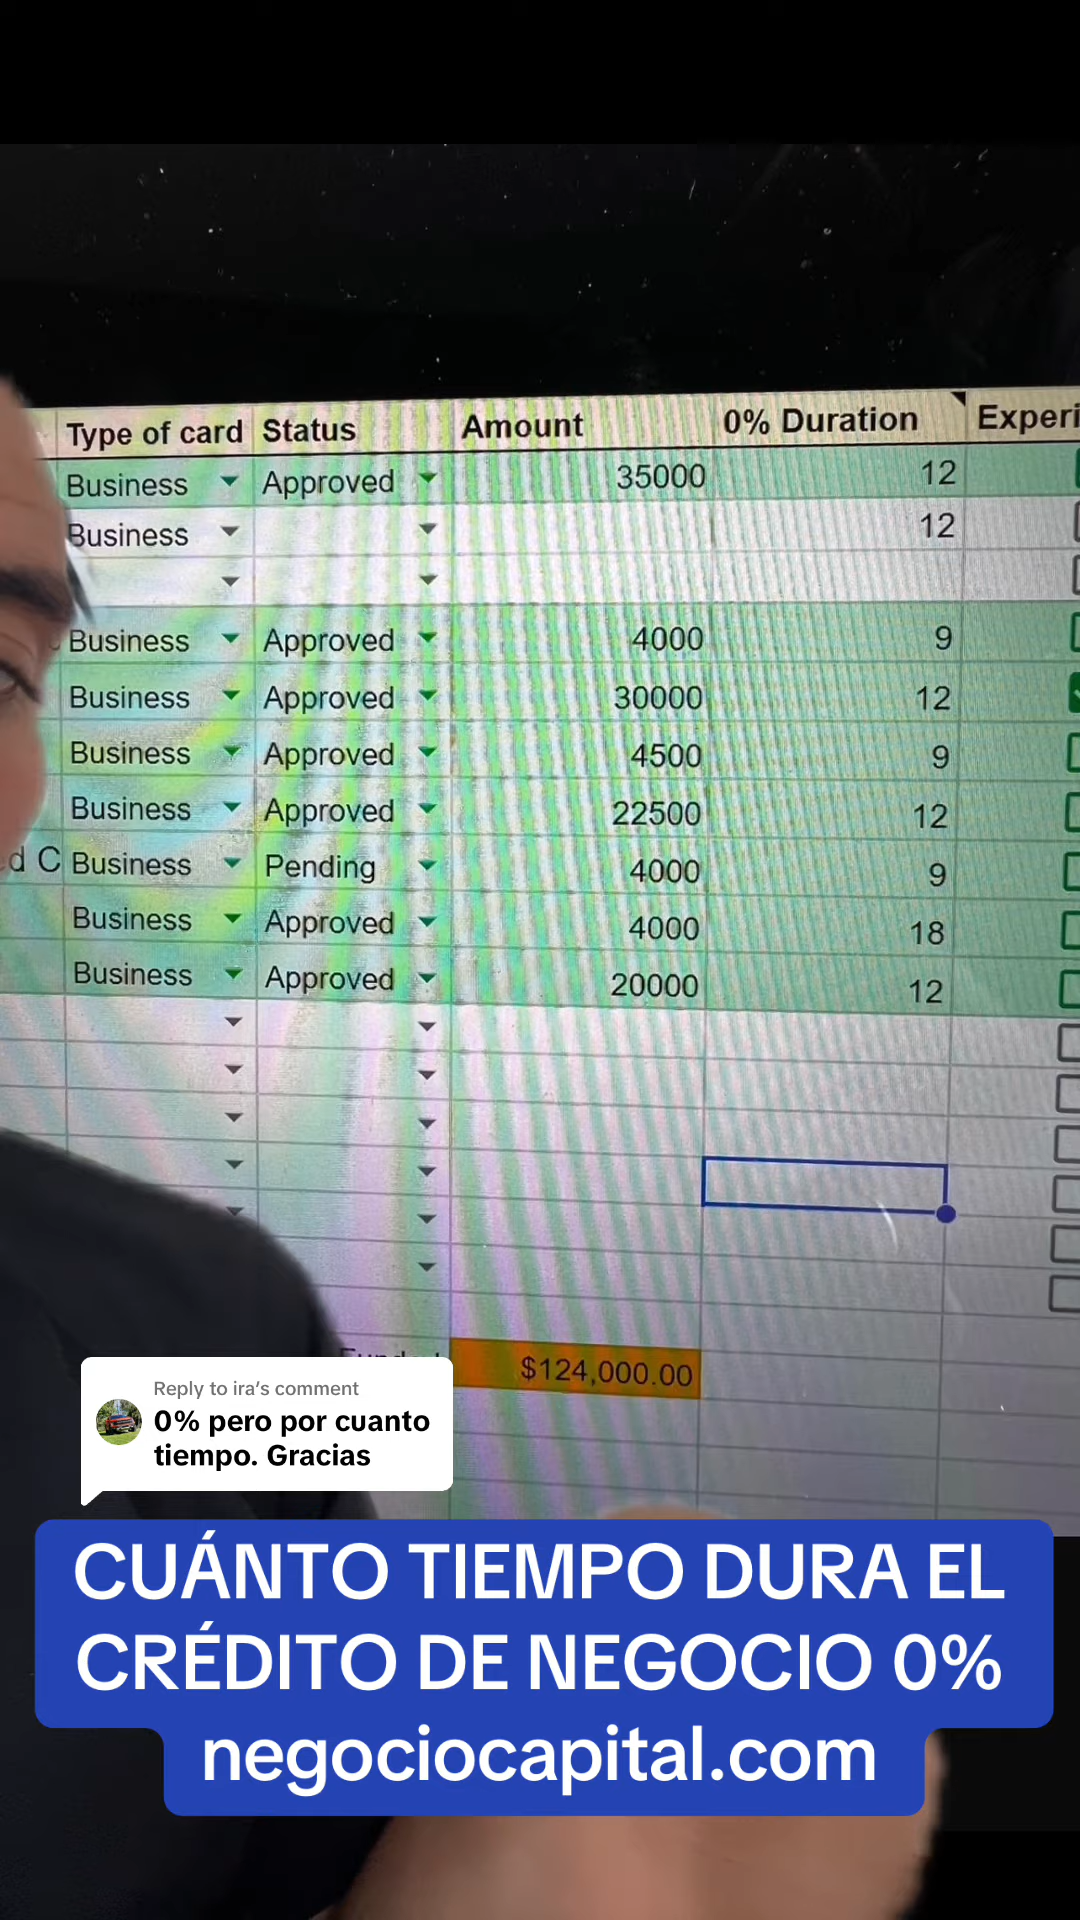 Type of card Status Amount 0% Duration Experi
Business Approved 35000 12
Business 12
Business Approved 4000 9
Business Approved 30000 12
Business Approved 4500 9
Business Approved 22500 12
d C Business Pending 4000 9
Business Approved 4000 18
Business Approved 20000 12
$124,000.00
Reply to ira's comment
0% pero por cuanto
tiempo. Gracias
CUÁNTO TIEMPO DURA EL
CRÉDITO DE NEGOCIO 0%
negociocapital.com